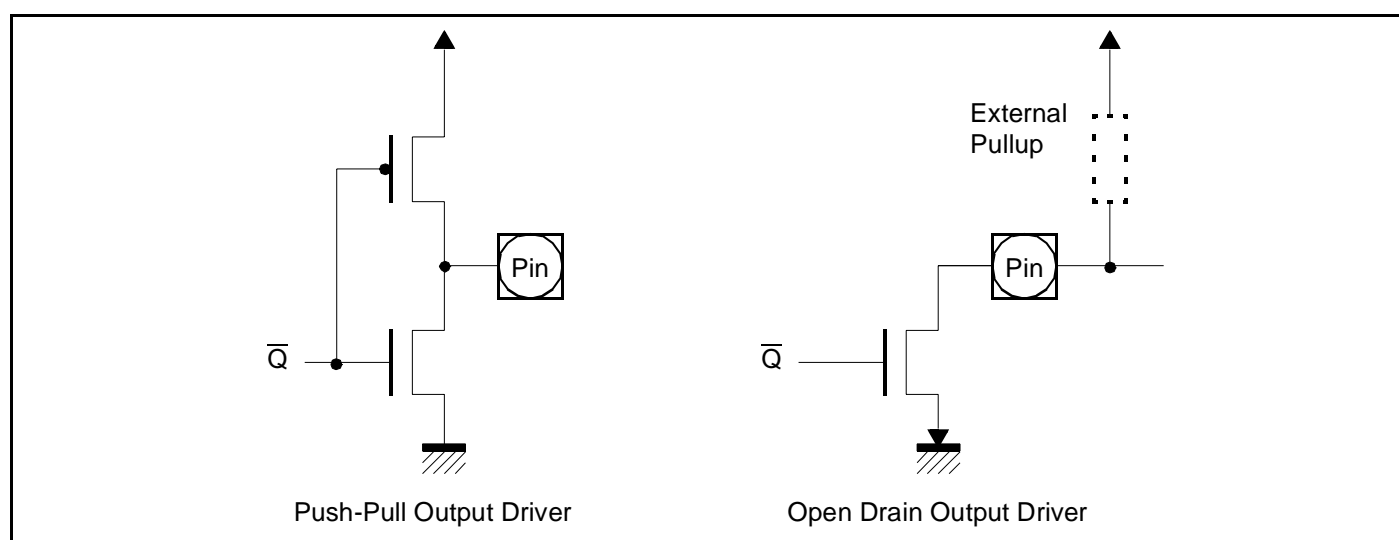 External
Pullup
Pin
Pin
Q̅
Q̅
Push-Pull Output Driver
Open Drain Output Driver